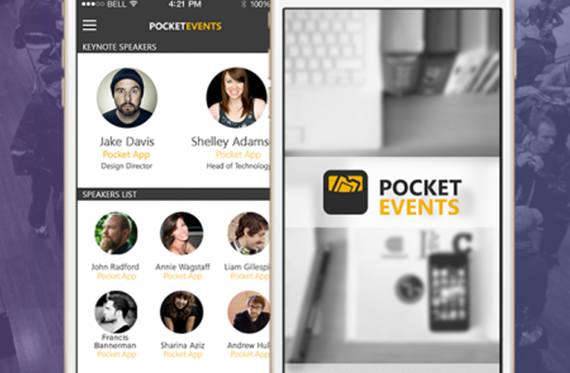 BELL 4:21 PM 100%
POCKETEVENTS
KEYNOTE SPEAKERS
Jake Davis Shelley Adams
Pocket App Pocket App
Design Director Head of Technology
SPEAKERS LIST
John Radford Annie Wagstaff Liam Gillespi
Pocket App Pocket App Pocket App
Francis
Bannerman Sharina Aziz Andrew Hul
Pocket App Pocket App Pocket App
POCKET
EVENTS